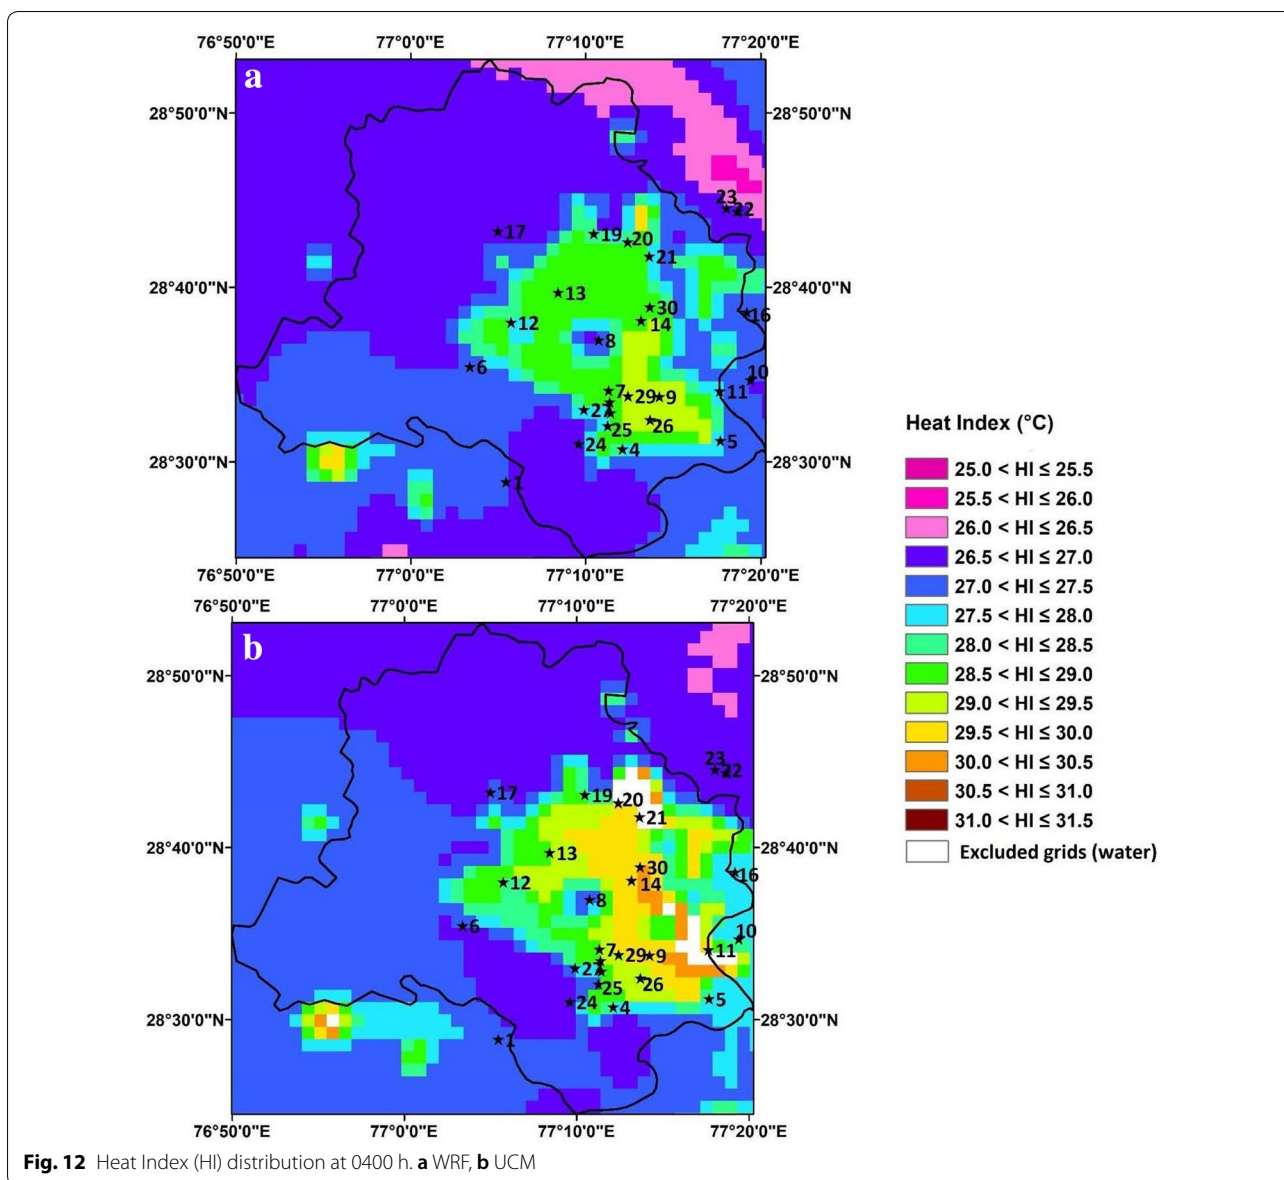 76°50'0"E 77°0'0"E 77°10'0"E 77°20'0"E
a
28°50'0"N 28°50'0"N
23 22
17 19 20
21
28°40'0"N 28°40'0"N
13
30 16
12 14
8
6 10
7 29 9 11
27
25 26 5
24 4
28°30'0"N 28°30'0"N
1
76°50'0"E 77°0'0"E 77°10'0"E 77°20'0"E
76°50'0"E 77°0'0"E 77°10'0"E 77°20'0"E
b
28°50'0"N 28°50'0"N
23 22
17 19 20
21
28°40'0"N 28°40'0"N
13
30 16
12 14
8
6 10
7 29 9 11
27
25 26 5
24 4
28°30'0"N 28°30'0"N
1
76°50'0"E 77°0'0"E 77°10'0"E 77°20'0"E
Heat Index (°C)
25.0 < HI ≤ 25.5
25.5 < HI ≤ 26.0
26.0 < HI ≤ 26.5
26.5 < HI ≤ 27.0
27.0 < HI ≤ 27.5
27.5 < HI ≤ 28.0
28.0 < HI ≤ 28.5
28.5 < HI ≤ 29.0
29.0 < HI ≤ 29.5
29.5 < HI ≤ 30.0
30.0 < HI ≤ 30.5
30.5 < HI ≤ 31.0
31.0 < HI ≤ 31.5
Excluded grids (water)
Fig. 12 Heat Index (HI) distribution at 0400 h. a WRF, b UCM